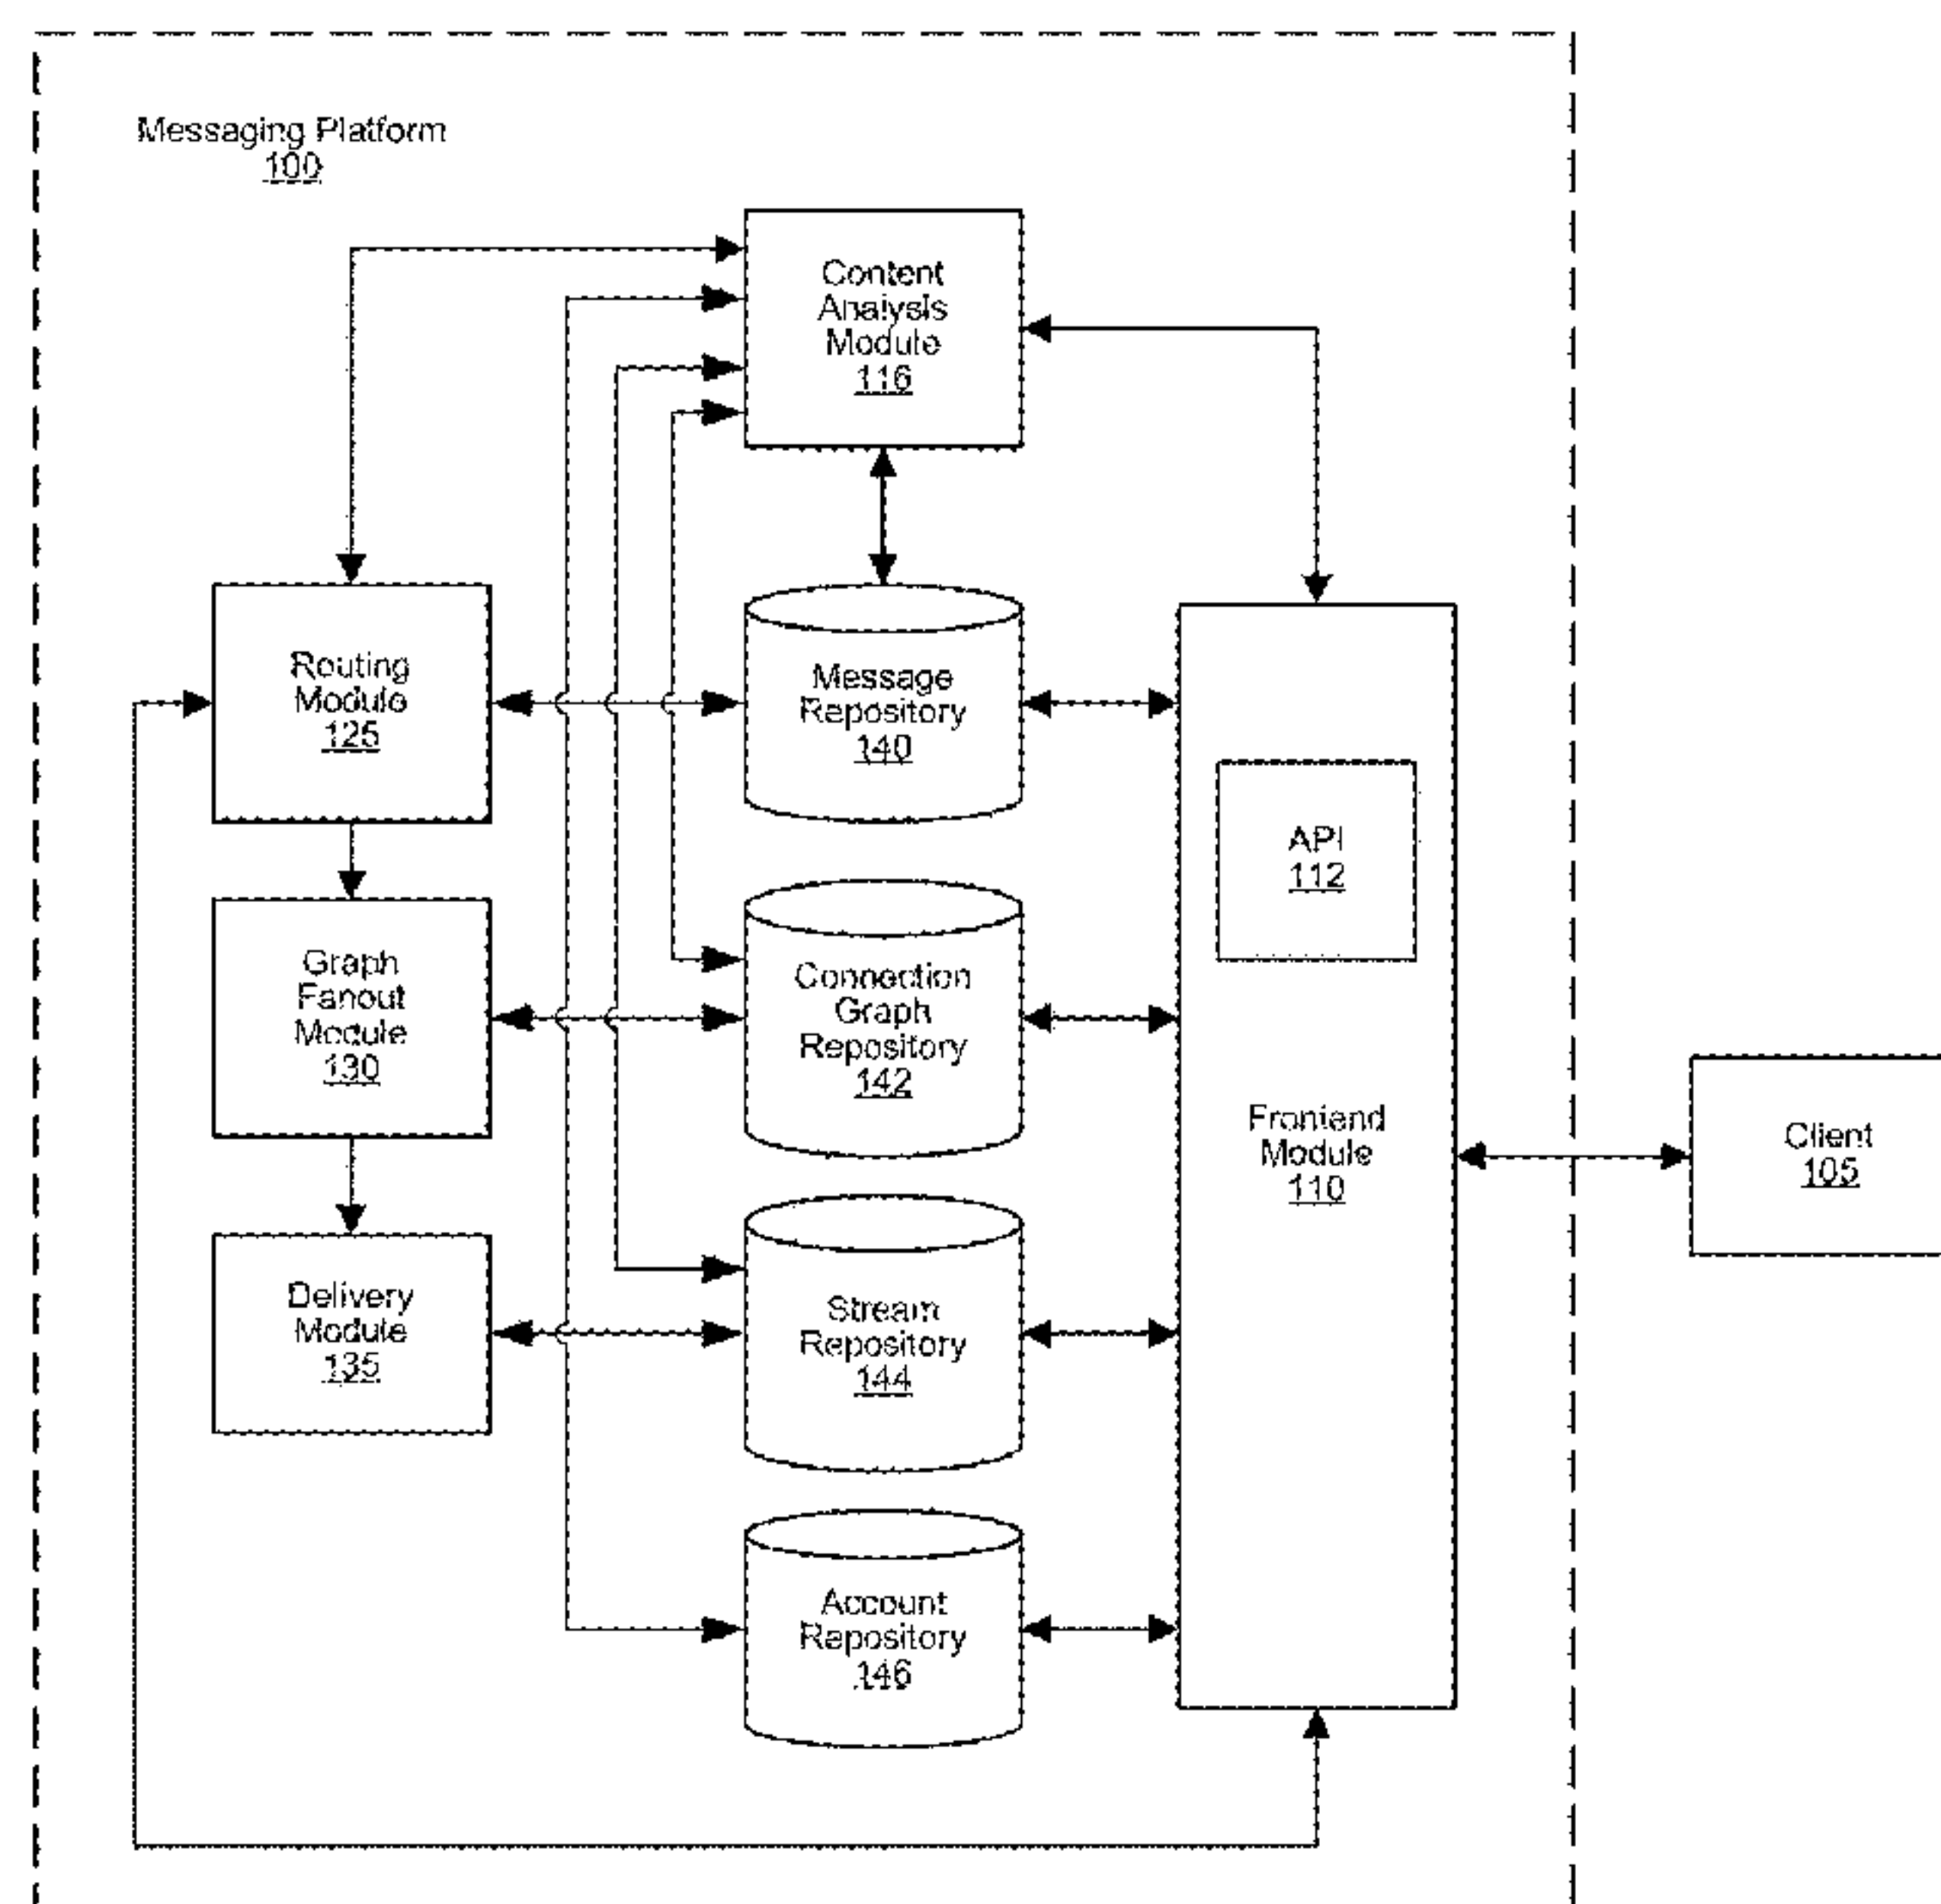 Messaging Platform
100
Content
Analysis
Module
116
Routing
Module
125
Message
Repository
140
API
112
Graph
Fanout
Module
130
Connection
Graph
Repository
142
Frontend
Module
110
Client
105
Delivery
Module
135
Stream
Repository
144
Account
Repository
146